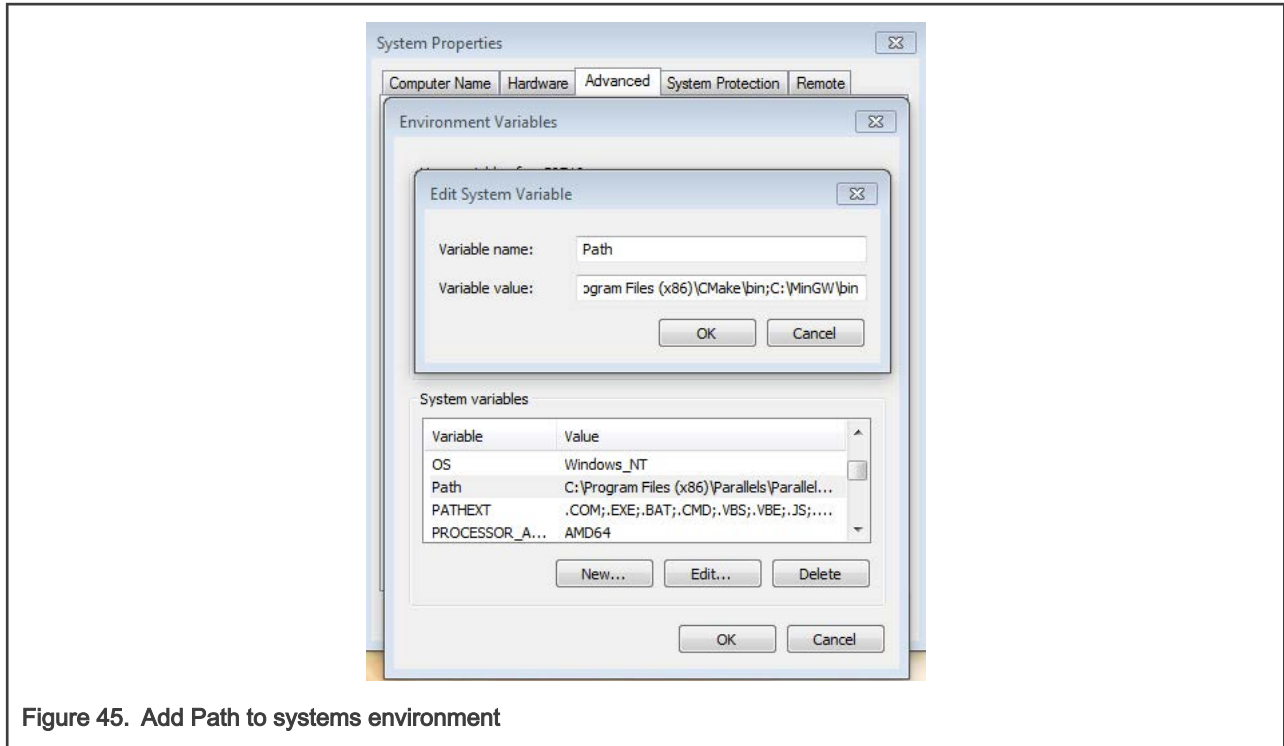 System Properties
Computer Name Hardware Advanced System Protection Remote
Environment Variables
Edit System Variable
Variable name: Path
Variable value: ogram Files (x86)\CMake\bin;C:\MinGW\bin
OK Cancel
System variables
Variable Value
OS Windows_NT
Path C:\Program Files (x86)\Parallels\Parallel...
PATHEXT .COM;.EXE;.BAT;.CMD;.VBS;.VBE;.JS;....
PROCESSOR_A... AMD64
New... Edit... Delete
OK Cancel
Figure 45. Add Path to systems environment